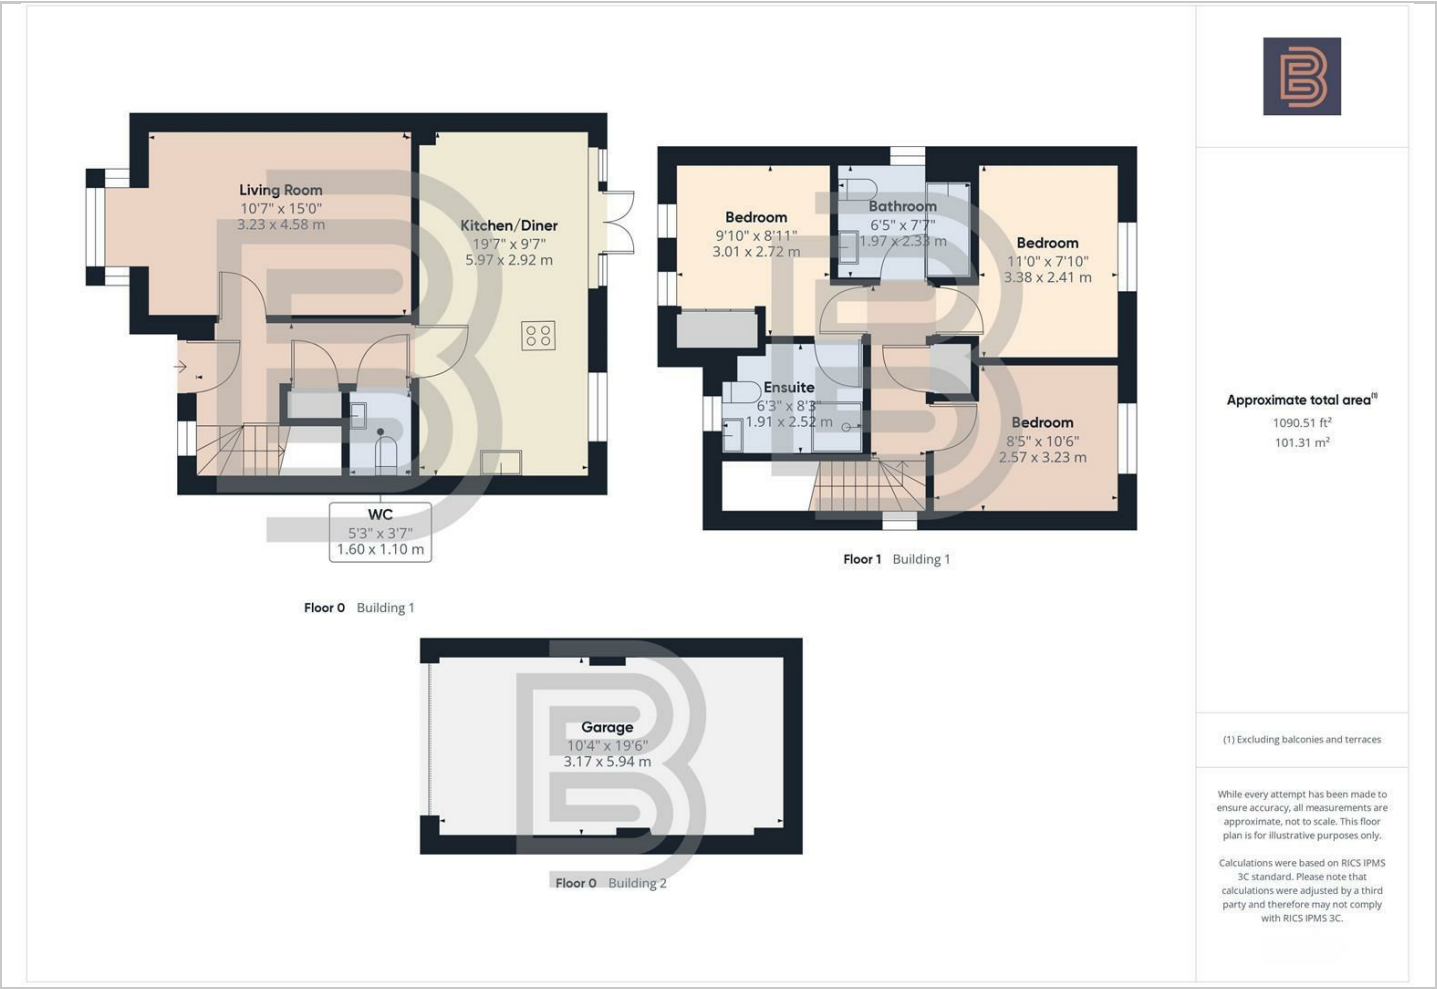 Living Room
10'7" x 15'0"
3.23 x 4.58 m
Kitchen/Diner
19'7" x 9'7"
5.97 x 2.92 m
WC
5'3" x 3'7"
1.60 x 1.10 m
Floor 0 Building 1
Bedroom
9'10" x 8'11"
3.01 x 2.72 m
Bathroom
6'5" x 7'7"
1.97 x 2.33 m
Bedroom
11'0" x 7'10"
3.38 x 2.41 m
Ensuite
6'3" x 8'3"
1.91 x 2.52 m
Bedroom
8'5" x 10'6"
2.57 x 3.23 m
Floor 1 Building 1
Garage
10'4" x 19'6"
3.17 x 5.94 m
Floor 0 Building 2
B
Approximate total area(1)
1090.51 ft²
101.31 m²
(1) Excluding balconies and terraces
While every attempt has been made to
ensure accuracy, all measurements are
approximate, not to scale. This floor
plan is for illustrative purposes only.
Calculations were based on RICS IPMS
3C standard. Please note that
calculations were adjusted by a third
party and therefore may not comply
with RICS IPMS 3C.